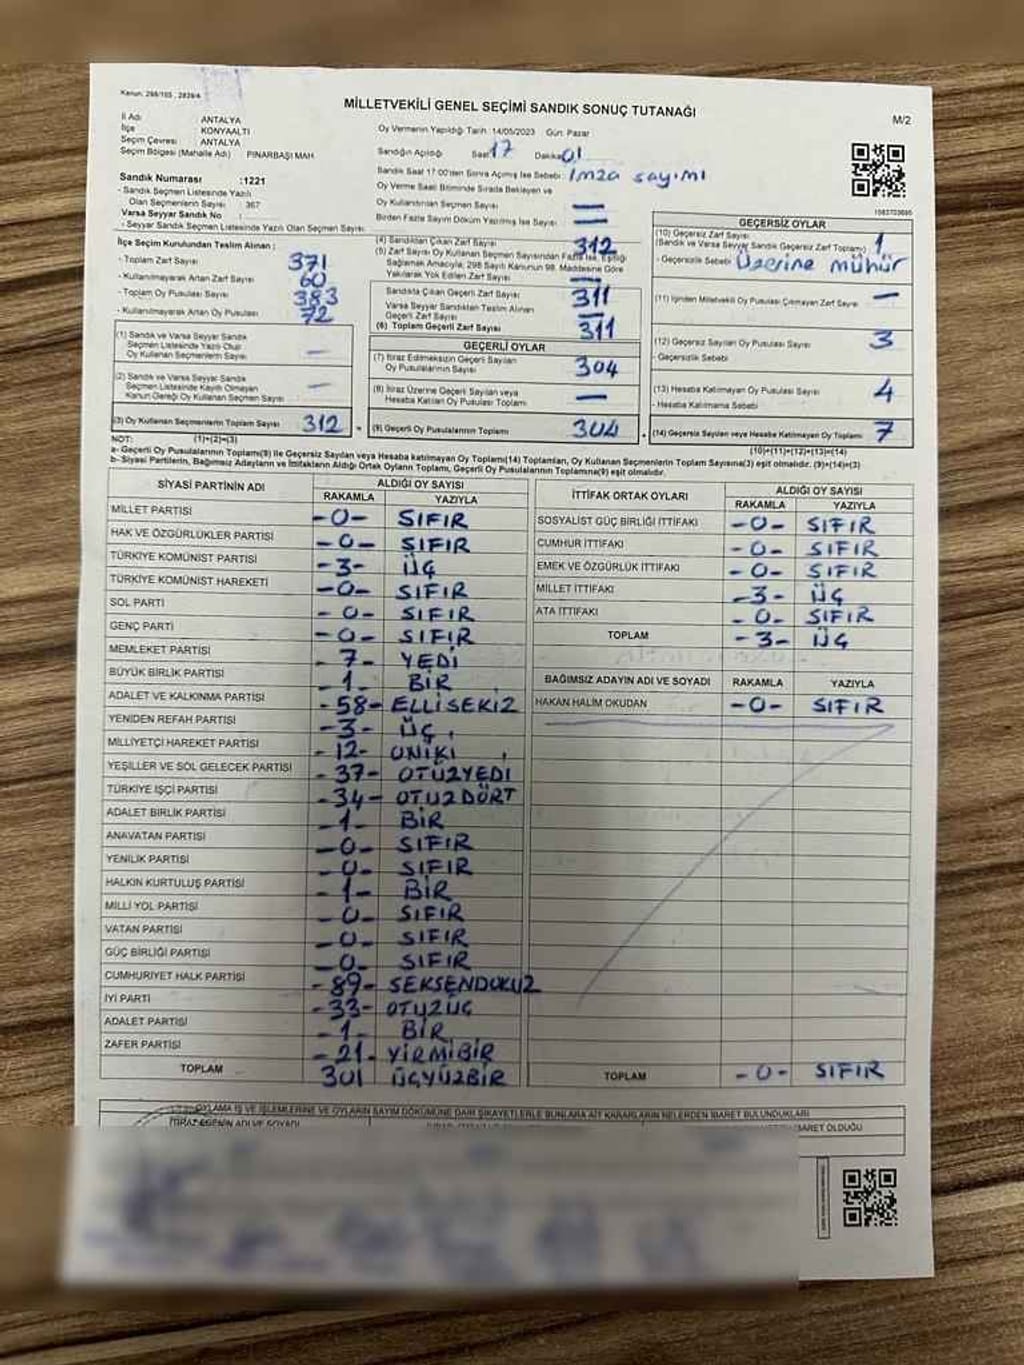 Kanun: 298/105 , 2839/4
MİLLETVEKİLİ GENEL SEÇİMİ SANDIK SONUÇ TUTANAĞI
M/2
İl Adı : ANTALYA
İlçe : KONYAALTI
Seçim Çevresi : ANTALYA
Seçim Bölgesi (Mahalle Adı) : PINARBAŞI MAH.
Oy Vermenin Yapıldığı Tarih: 14/05/2023 Gün: Pazar
Sandığın Açıldığı Saat 17 Dakika 01
Sandık Saat 17:00'den Sonra Açılmış İse Sebebi: imza sayımı
Sandık Numarası :1221
- Sandık Seçmen Listesinde Yazılı
Olan Seçmenlerin Sayısı : 367
Varsa Seyyar Sandık No :
- Seyyar Sandık Seçmen Listesinde Yazılı Olan Seçmen Sayısı :
Oy Verme Saati Bitiminde Sırada Bekleyen ve
Oy Kullandırılan Seçmen Sayısı : —
Birden Fazla Sayım Döküm Yapılmış İse Sayısı : —
İlçe Seçim Kurulundan Teslim Alınan :
- Toplam Zarf Sayısı : 371
- Kullanılmayarak Artan Zarf Sayısı : 60
- Toplam Oy Pusulası Sayısı : 383
- Kullanılmayarak Artan Oy Pusulası : 72
(1) Sandık ve Varsa Seyyar Sandık
Seçmen Listesinde Yazılı Olup
Oy Kullanan Seçmenlerin Sayısı : —
(2) Sandık ve Varsa Seyyar Sandık
Seçmen Listesinde Kayıtlı Olmayan
Kanun Gereği Oy Kullanan Seçmen Sayısı : —
(3) Oy Kullanan Seçmenlerin Toplam Sayısı : 312
(4) Sandıktan Çıkan Zarf Sayısı : 312
(5) Zarf Sayısı Oy Kullanan Seçmen Sayısından Fazla İse, Eşitliği
Sağlamak Amacıyla, 298 Sayılı Kanunun 98. Maddesine Göre
Yakılarak Yok Edilen Zarf Sayısı : —
Sandıkta Çıkan Geçerli Zarf Sayısı : 311
Varsa Seyyar Sandıktan Teslim Alınan
Geçerli Zarf Sayısı : —
(6) Toplam Geçerli Zarf Sayısı : 311
GEÇERLİ OYLAR
(7) İtiraz Edilmeksizin Geçerli Sayılan
Oy Pusulalarının Sayısı : 304
(8) İtiraz Üzerine Geçerli Sayılan veya
Hesaba Katılan Oy Pusulası Toplamı : —
(9) Geçerli Oy Pusulalarının Toplamı : 304
1583703695
GEÇERSİZ OYLAR
(10) Geçersiz Zarf Sayısı
(Sandık ve Varsa Seyyar Sandık Geçersiz Zarf Toplamı) : 1
- Geçersizlik Sebebi : üzerine mühür
(11) İçinden Milletvekili Oy Pusulası Çıkmayan Zarf Sayısı : —
(12) Geçersiz Sayılan Oy Pusulası Sayısı : 3
- Geçersizlik Sebebi :
(13) Hesaba Katılmayan Oy Pusulası Sayısı : 4
- Hesaba Katılmama Sebebi :
(14) Geçersiz Sayılan veya Hesaba Katılmayan Oy Pusulası Toplamı : 7
NOT: (1)+(2)=(3)
(10)+(11)+(12)+(13)=(14)
a- Geçerli Oy Pusulasının Toplamı(9) ile Geçersiz Sayılan veya Hesaba katılmayan Oy Toplamı(14) Toplamları, Oy Kullanan Seçmenlerin Toplam Sayısına(3) eşit olmalıdır. (9)+(14)=(3)
b- Siyasi Partilerin, Bağımsız Adayların ve İttifakların Aldığı Ortak Oyların Toplamı, Geçerli Oy Pusulasının Toplamına(9) eşit olmalıdır.
SİYASİ PARTİNİN ADI ALDIĞI OY SAYISI
RAKAMLA YAZIYLA
MİLLET PARTİSİ -0- SIFIR
HAK VE ÖZGÜRLÜKLER PARTİSİ -0- SIFIR
TÜRKİYE KOMÜNİST PARTİSİ -3- ÜÇ
TÜRKİYE KOMÜNİST HAREKETİ -0- SIFIR
SOL PARTİ -0- SIFIR
GENÇ PARTİ -0- SIFIR
MEMLEKET PARTİSİ -7- YEDİ
BÜYÜK BİRLİK PARTİSİ -1- BİR
ADALET VE KALKINMA PARTİSİ -58- ELLİSEKİZ
YENİDEN REFAH PARTİSİ -3- ÜÇ
MİLLİYETÇİ HAREKET PARTİSİ -12- ONİKİ
YEŞİLLER VE SOL GELECEK PARTİSİ -37- OTUZYEDİ
TÜRKİYE İŞÇİ PARTİSİ -34- OTUZDÖRT
ADALET BİRLİK PARTİSİ -1- BİR
ANAVATAN PARTİSİ -0- SIFIR
YENİLİK PARTİSİ -0- SIFIR
HALKIN KURTULUŞ PARTİSİ -1- BİR
MİLLİ YOL PARTİSİ -0- SIFIR
VATAN PARTİSİ -0- SIFIR
GÜÇ BİRLİĞİ PARTİSİ -0- SIFIR
CUMHURİYET HALK PARTİSİ -89- SEKSENDOKUZ
İYİ PARTİ -33- OTUZÜÇ
ADALET PARTİSİ -1- BİR
ZAFER PARTİSİ -21- YİRMİBİR
TOPLAM 301 ÜÇYÜZBİR
İTTİFAK ORTAK OYLARI ALDIĞI OY SAYISI
RAKAMLA YAZIYLA
SOSYALİST GÜÇ BİRLİĞİ İTTİFAKI -0- SIFIR
CUMHUR İTTİFAKI -0- SIFIR
EMEK VE ÖZGÜRLÜK İTTİFAKI -0- SIFIR
MİLLET İTTİFAKI -3- ÜÇ
ATA İTTİFAKI -0- SIFIR
TOPLAM -3- ÜÇ
BAĞIMSIZ ADAYIN ADI VE SOYADI RAKAMLA YAZIYLA
HAKAN HALİM OKUDAN -0- SIFIR
TOPLAM -0- SIFIR
OYLAMA İŞ VE İŞLEMLERİNE VE OYLARIN SAYIM DÖKÜMÜNE DAİR ŞİKAYETLERLE BUNLARA AİT KARARLARIN NELERDEN İBARET BULUNDUKLARI
İTİRAZ EDENİN ADI VE SOYADI
İBARET OLDUĞU